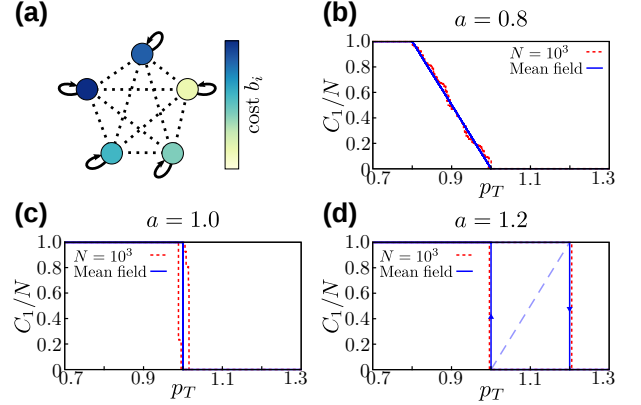 (a)
cost b_i
(b)
a = 0.8
C_1/N
1.0
0.8
0.6
0.4
0.2
0
N = 10^3
Mean field
0.7 0.9 1.1 1.3
p_T
(c)
a = 1.0
C_1/N
1.0
0.8
0.6
0.4
0.2
0
N = 10^3
Mean field
0.7 0.9 1.1 1.3
p_T
(d)
a = 1.2
C_1/N
1.0
0.8
0.6
0.4
0.2
0
N = 10^3
Mean field
0.7 0.9 1.1 1.3
p_T